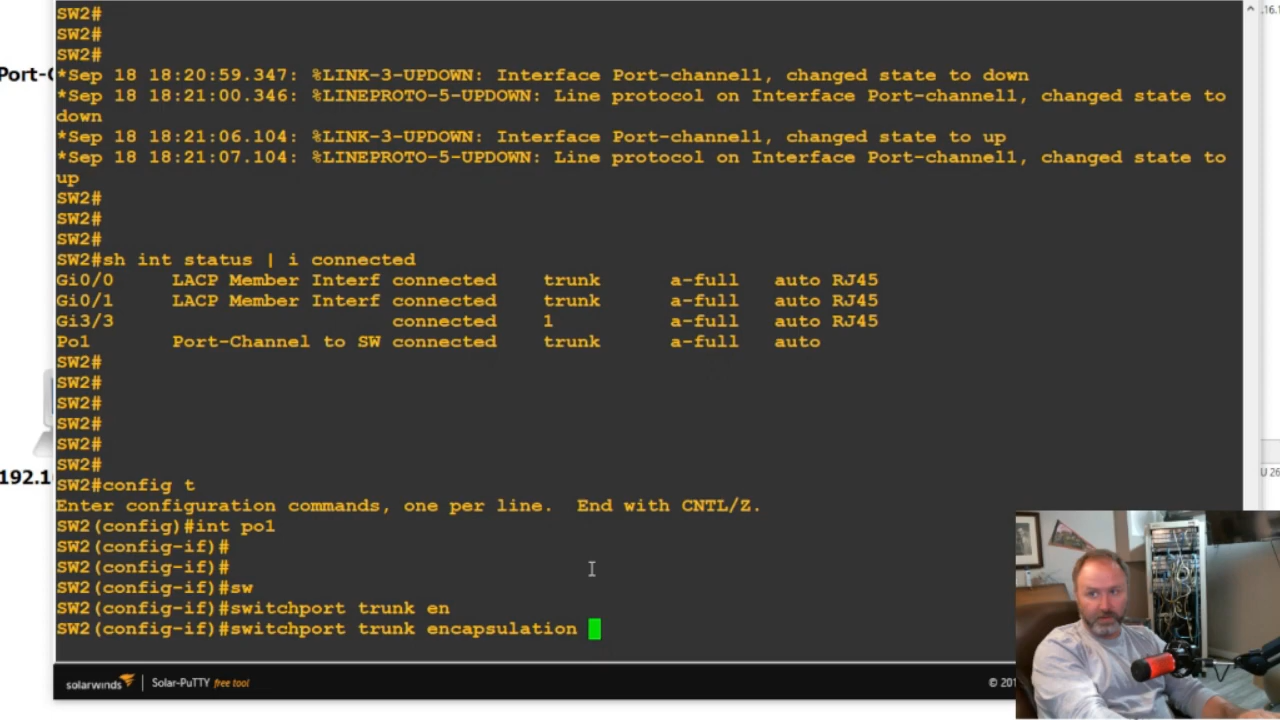 SW2#
SW2#
SW2#
*Sep 18 18:20:59.347: %LINK-3-UPDOWN: Interface Port-channel1, changed state to down
*Sep 18 18:21:00.346: %LINEPROTO-5-UPDOWN: Line protocol on Interface Port-channel1, changed state to
down
*Sep 18 18:21:06.104: %LINK-3-UPDOWN: Interface Port-channel1, changed state to up
*Sep 18 18:21:07.104: %LINEPROTO-5-UPDOWN: Line protocol on Interface Port-channel1, changed state to
up
SW2#
SW2#
SW2#
SW2#sh int status | i connected
Gi0/0 LACP Member Interf connected trunk a-full auto RJ45
Gi0/1 LACP Member Interf connected trunk a-full auto RJ45
Gi3/3 connected 1 a-full auto RJ45
Po1 Port-Channel to SW connected trunk a-full auto
SW2#
SW2#
SW2#
SW2#
SW2#
SW2#
SW2#config t
Enter configuration commands, one per line. End with CNTL/Z.
SW2(config)#int po1
SW2(config-if)#
SW2(config-if)#
SW2(config-if)#sw
SW2(config-if)#switchport trunk en
SW2(config-if)#switchport trunk encapsulation
solarwinds | Solar-PuTTY free tool
© 201
Port-C
192.1
.16.1
U 26